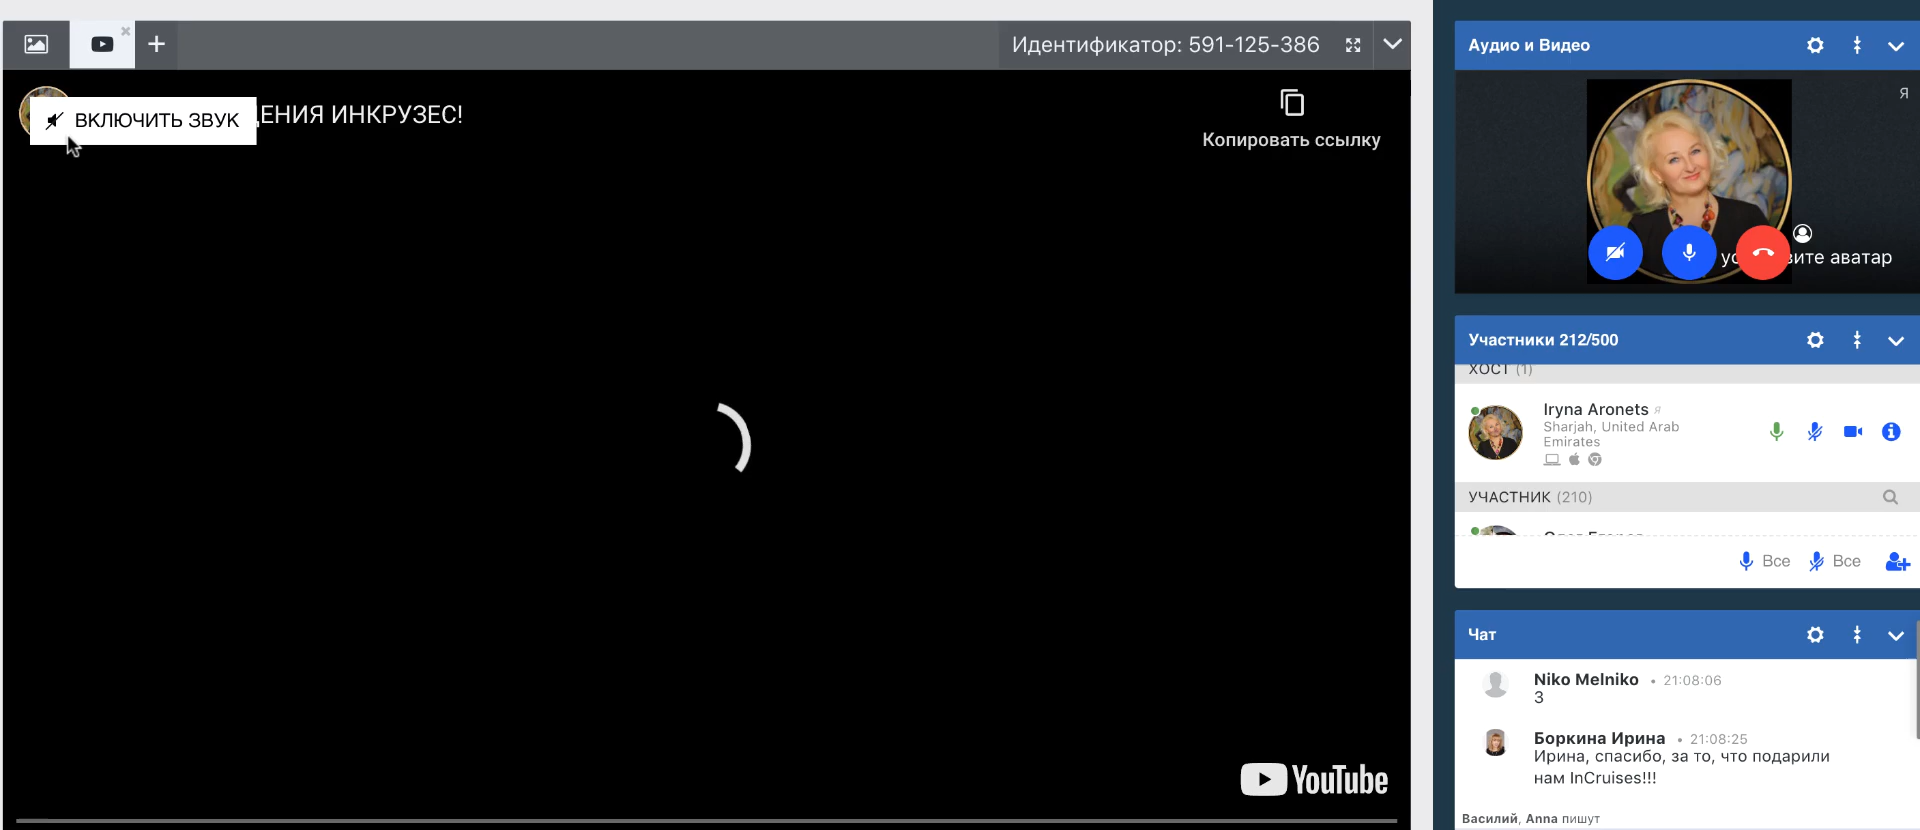 Идентификатор: 591-125-386
ВКЛЮЧИТЬ ЗВУК
ЕНИЯ ИНКРУЗЕС!
Копировать ссылку
YouTube
Аудио и Видео
Я
вите аватар
Участники 212/500
ХОСТ (1)
Iryna Aronets я
Sharjah, United Arab
Emirates
УЧАСТНИК (210)
Все
Все
Чат
Niko Melniko • 21:08:06
3
Боркина Ирина • 21:08:25
Ирина, спасибо, за то, что подарили
нам InCruises!!!
Василий, Anna пишут